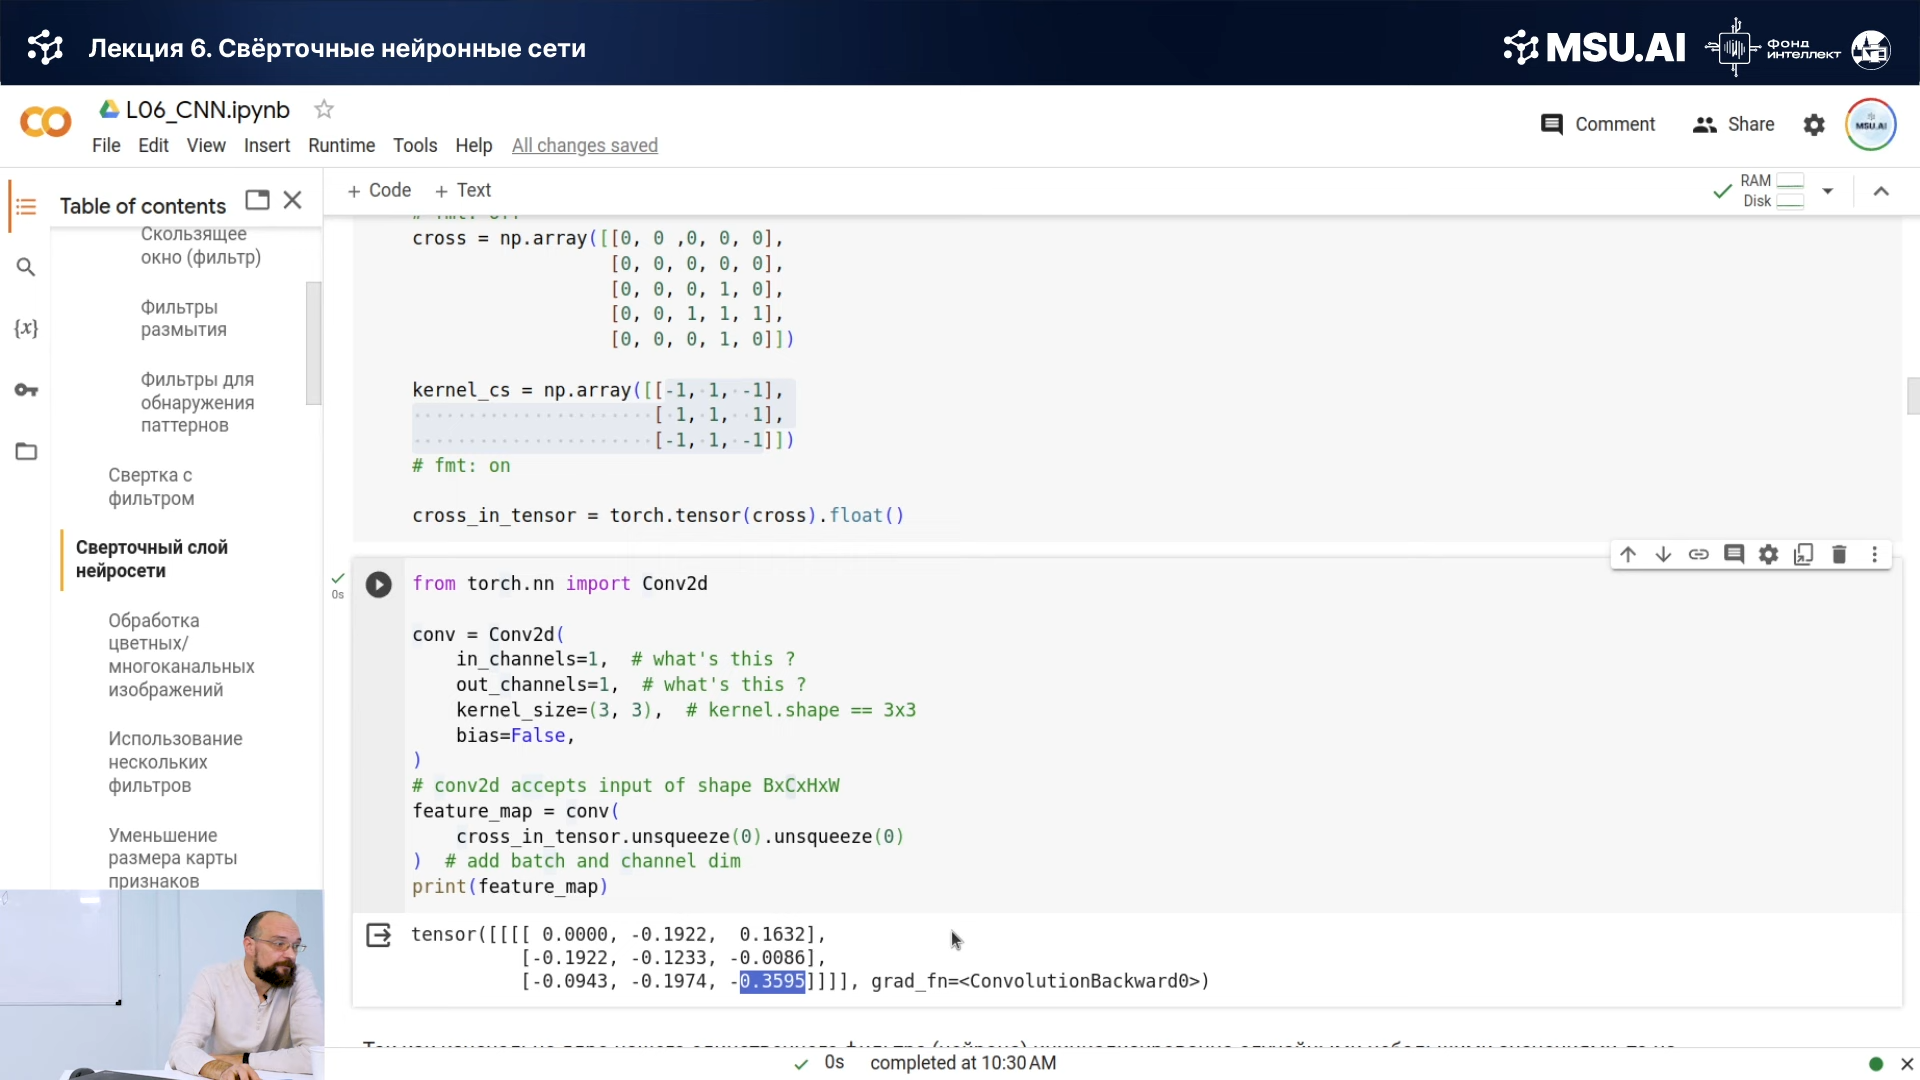 Лекция 6. Свёрточные нейронные сети
MSU.AI
ФОНД
ИНТЕЛЛЕКТ
L06_CNN.ipynb
File Edit View Insert Runtime Tools Help All changes saved
Comment
Share
MSU.AI
Table of contents
+ Code + Text
RAM
Disk
Скользящее
окно (фильтр)
Фильтры
размытия
Фильтры для
обнаружения
паттернов
Свертка с
фильтром
Сверточный слой
нейросети
Обработка
цветных/
многоканальных
изображений
Использование
нескольких
фильтров
Уменьшение
размера карты
признаков
{x}
# fmt: off
cross = np.array([[0, 0 ,0, 0, 0],
[0, 0, 0, 0, 0],
[0, 0, 0, 1, 0],
[0, 0, 1, 1, 1],
[0, 0, 0, 1, 0]])
kernel_cs = np.array([[-1, 1, -1],
[ 1, 1,  1],
[-1, 1, -1]])
# fmt: on
cross_in_tensor = torch.tensor(cross).float()
0s
from torch.nn import Conv2d
conv = Conv2d(
in_channels=1,  # what's this ?
out_channels=1,  # what's this ?
kernel_size=(3, 3),  # kernel.shape == 3x3
bias=False,
)
# conv2d accepts input of shape BxCxHxW
feature_map = conv(
cross_in_tensor.unsqueeze(0).unsqueeze(0)
)  # add batch and channel dim
print(feature_map)
tensor([[[[ 0.0000, -0.1922,  0.1632],
[-0.1922, -0.1233, -0.0086],
[-0.0943, -0.1974, -0.3595]]]], grad_fn=<ConvolutionBackward0>)
0s completed at 10:30 AM